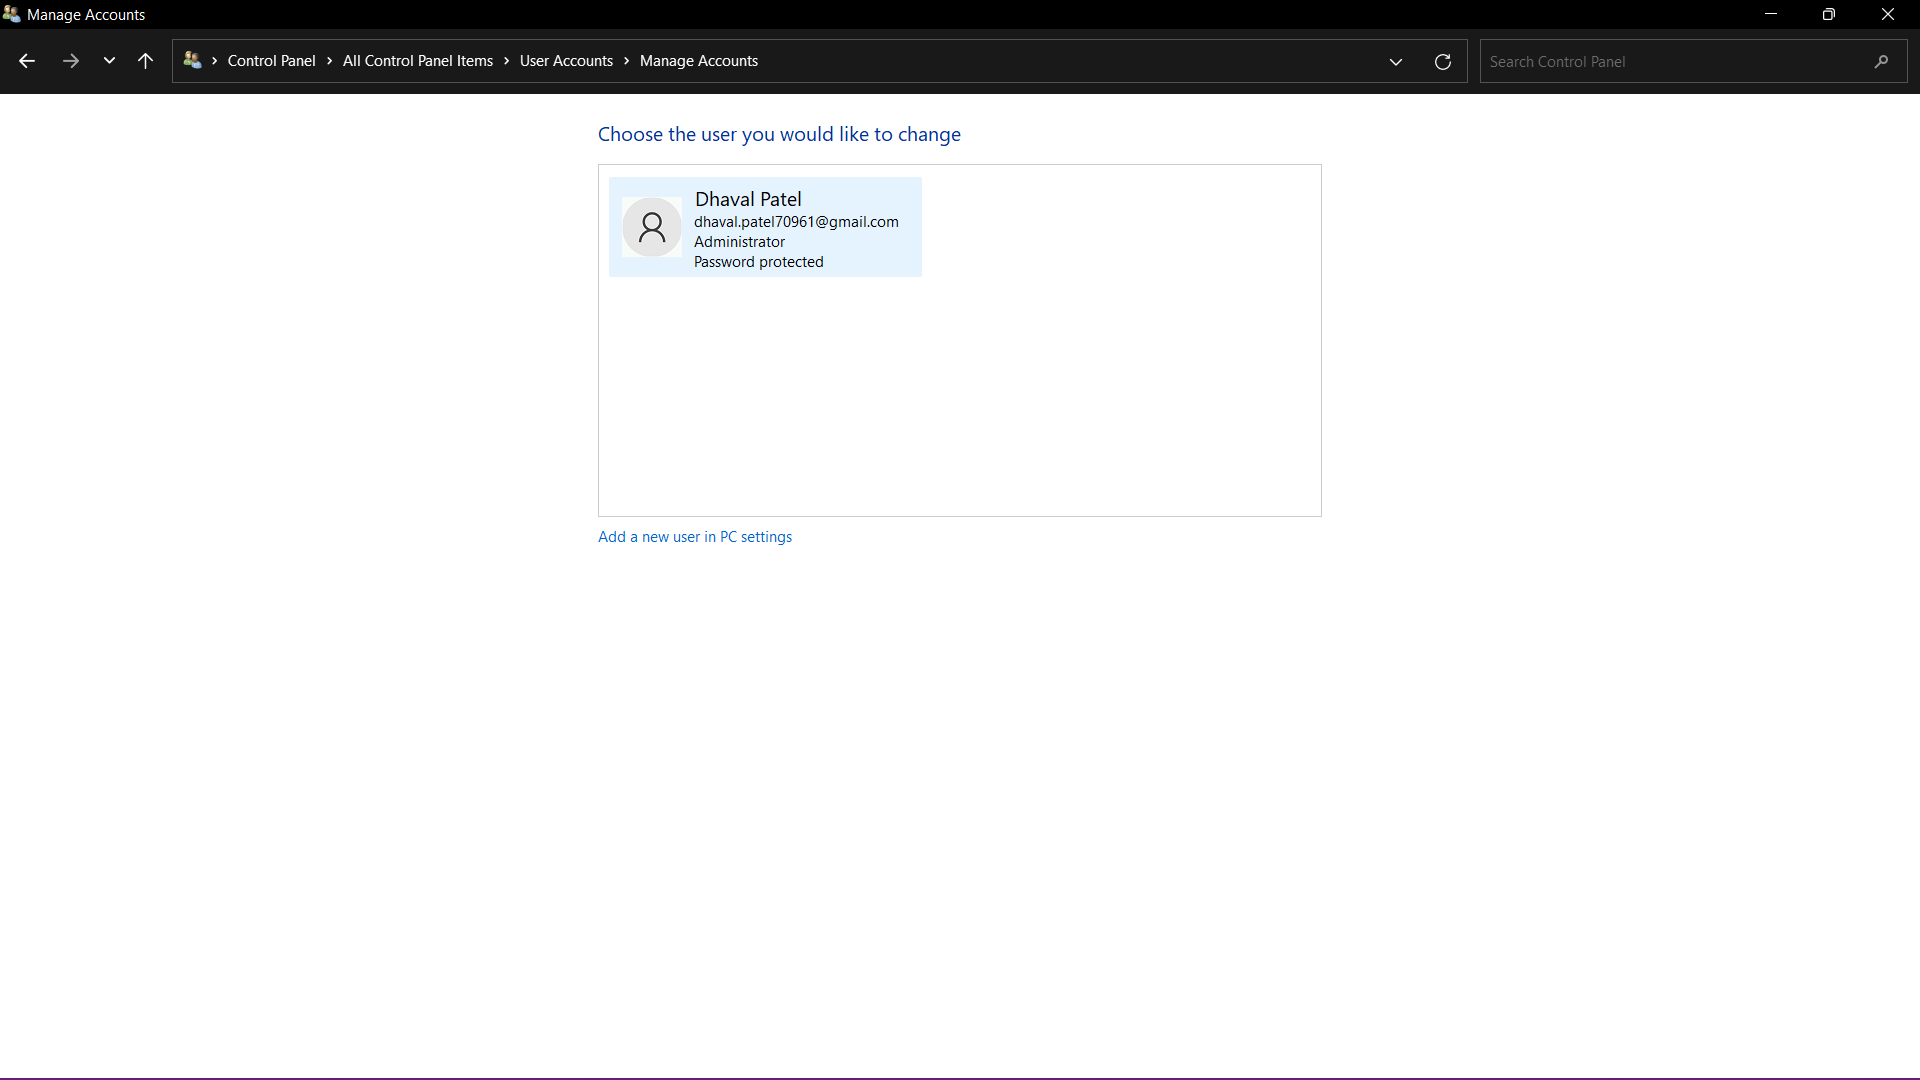 Manage Accounts
Control Panel › All Control Panel Items › User Accounts › Manage Accounts
Search Control Panel
Choose the user you would like to change
Dhaval Patel
dhaval.patel70961@gmail.com
Administrator
Password protected
Add a new user in PC settings